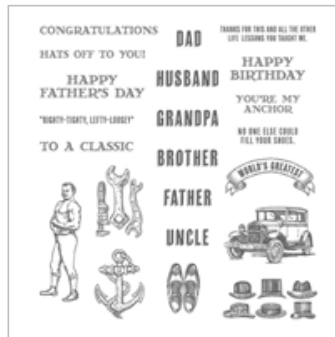 CONGRATULATIONS
HATS OFF TO YOU!
HAPPY
FATHER'S DAY
"RIGHTY-TIGHTY, LEFTY-LOOSEY"
TO A CLASSIC
DAD
HUSBAND
GRANDPA
BROTHER
FATHER
UNCLE
THANKS FOR THIS AND ALL THE OTHER
LIFE LESSONS YOU TAUGHT ME.
HAPPY
BIRTHDAY
YOU'RE MY
ANCHOR
NO ONE ELSE COULD
FILL YOUR SHOES.
WORLD'S GREATEST